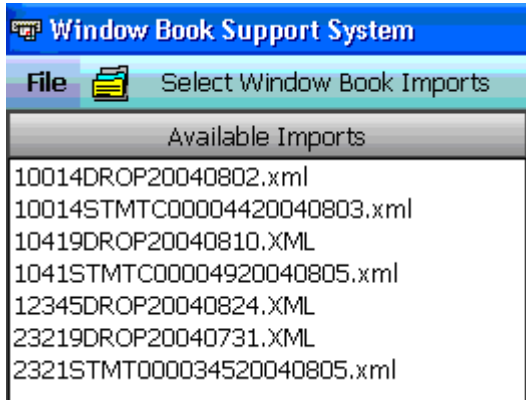 Window Book Support System
File Select Window Book Imports
Available Imports
10014DROP20040802.xml
10014STMTC00004420040803.xml
10419DROP20040810.XML
1041STMTC00004920040805.xml
12345DROP20040824.XML
23219DROP20040731.XML
2321STMT000034520040805.xml